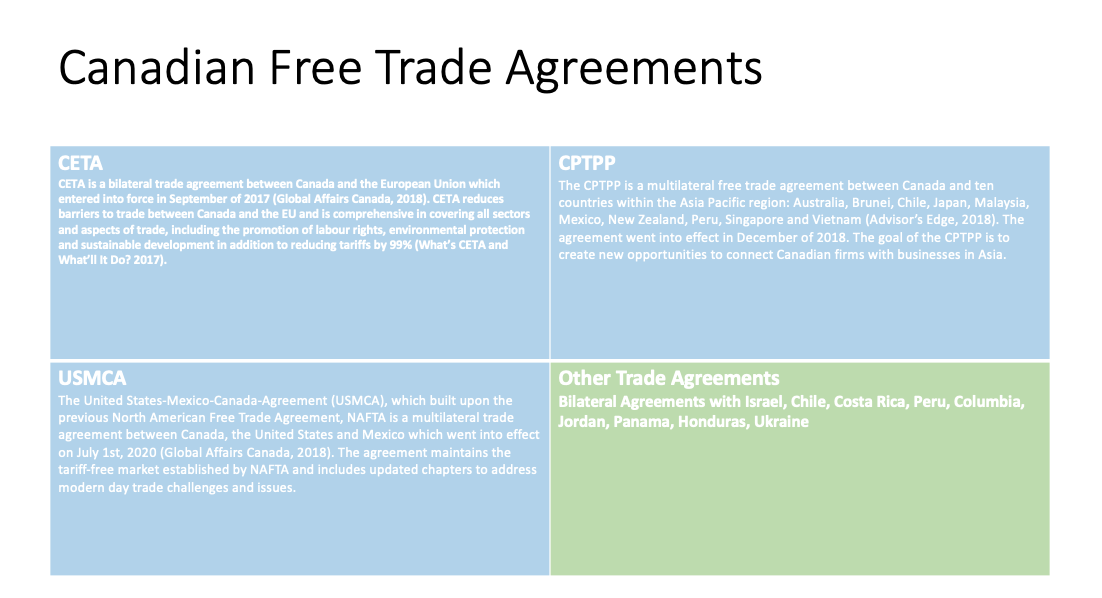 Canadian Free Trade Agreements
CETA
CETA is a bilateral trade agreement between Canada and the European Union which
entered into force in September of 2017 (Global Affairs Canada, 2018). CETA reduces
barriers to trade between Canada and the EU and is comprehensive in covering all sectors
and aspects of trade, including the promotion of labour rights, environmental protection
and sustainable development in addition to reducing tariffs by 99% (What’s CETA and
What’ll It Do? 2017).
CPTPP
The CPTPP is a multilateral free trade agreement between Canada and ten
countries within the Asia Pacific region: Australia, Brunei, Chile, Japan, Malaysia,
Mexico, New Zealand, Peru, Singapore and Vietnam (Advisor’s Edge, 2018). The
agreement went into effect in December of 2018. The goal of the CPTPP is to
create new opportunities to connect Canadian firms with businesses in Asia.
USMCA
The United States-Mexico-Canada-Agreement (USMCA), which built upon the
previous North American Free Trade Agreement, NAFTA is a multilateral trade
agreement between Canada, the United States and Mexico which went into effect
on July 1st, 2020 (Global Affairs Canada, 2018). The agreement maintains the
tariff-free market established by NAFTA and includes updated chapters to address
modern day trade challenges and issues.
Other Trade Agreements
Bilateral Agreements with Israel, Chile, Costa Rica, Peru, Columbia,
Jordan, Panama, Honduras, Ukraine